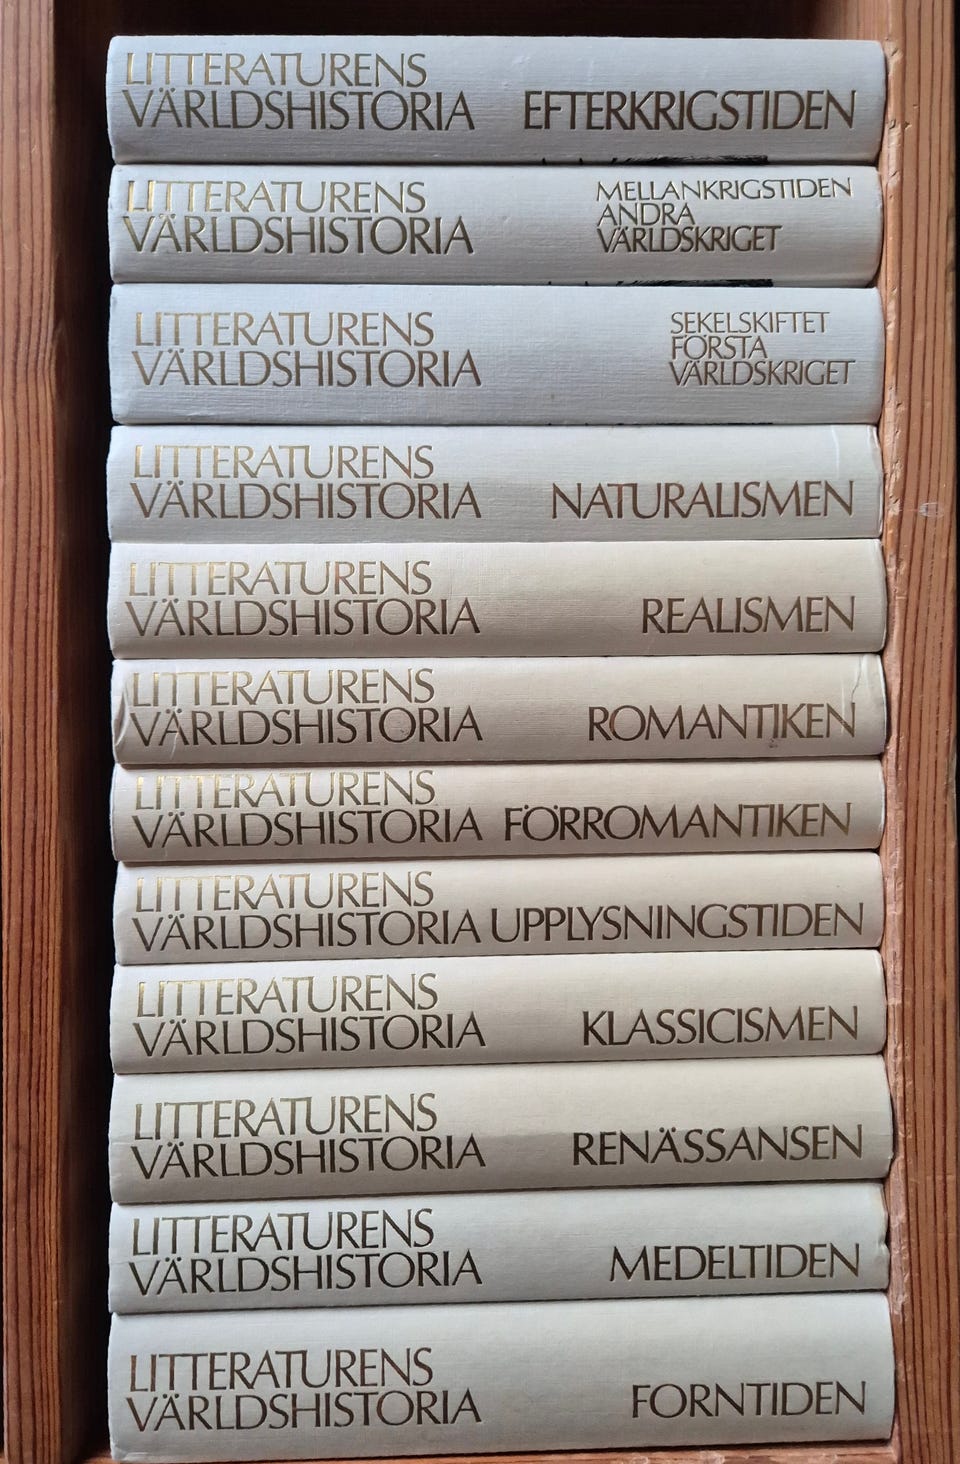 LITTERATURENS
VÄRLDSHISTORIA EFTERKRIGSTIDEN
LITTERATURENS
VÄRLDSHISTORIA
MELLANKRIGSTIDEN
ANDRA
VÄRLDSKRIGET
LITTERATURENS
VÄRLDSHISTORIA
SEKELSKIFTET
FÖRSTA
VÄRLDSKRIGET
LITTERATURENS
VÄRLDSHISTORIA NATURALISMEN
LITTERATURENS
VÄRLDSHISTORIA REALISMEN
LITTERATURENS
VÄRLDSHISTORIA ROMANTIKEN
LITTERATURENS
VÄRLDSHISTORIA FÖRROMANTIKEN
LITTERATURENS
VÄRLDSHISTORIA UPPLYSNINGSTIDEN
LITTERATURENS
VÄRLDSHISTORIA KLASSICISMEN
LITTERATURENS
VÄRLDSHISTORIA RENÄSSANSEN
LITTERATURENS
VÄRLDSHISTORIA MEDELTIDEN
LITTERATURENS
VÄRLDSHISTORIA FORNTIDEN